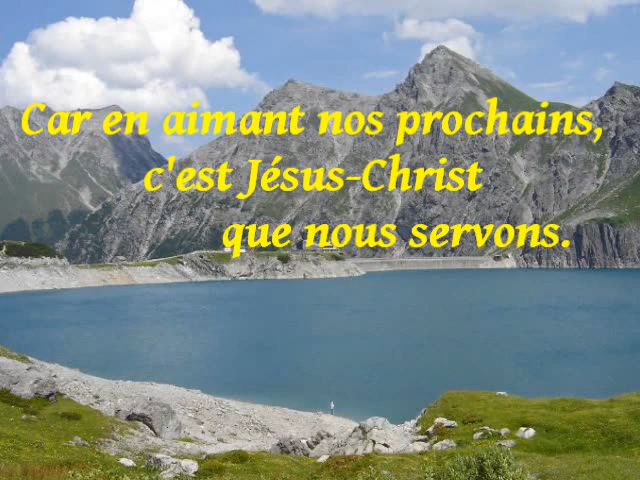 Car en aimant nos prochains,
c'est Jésus-Christ
que nous servons.